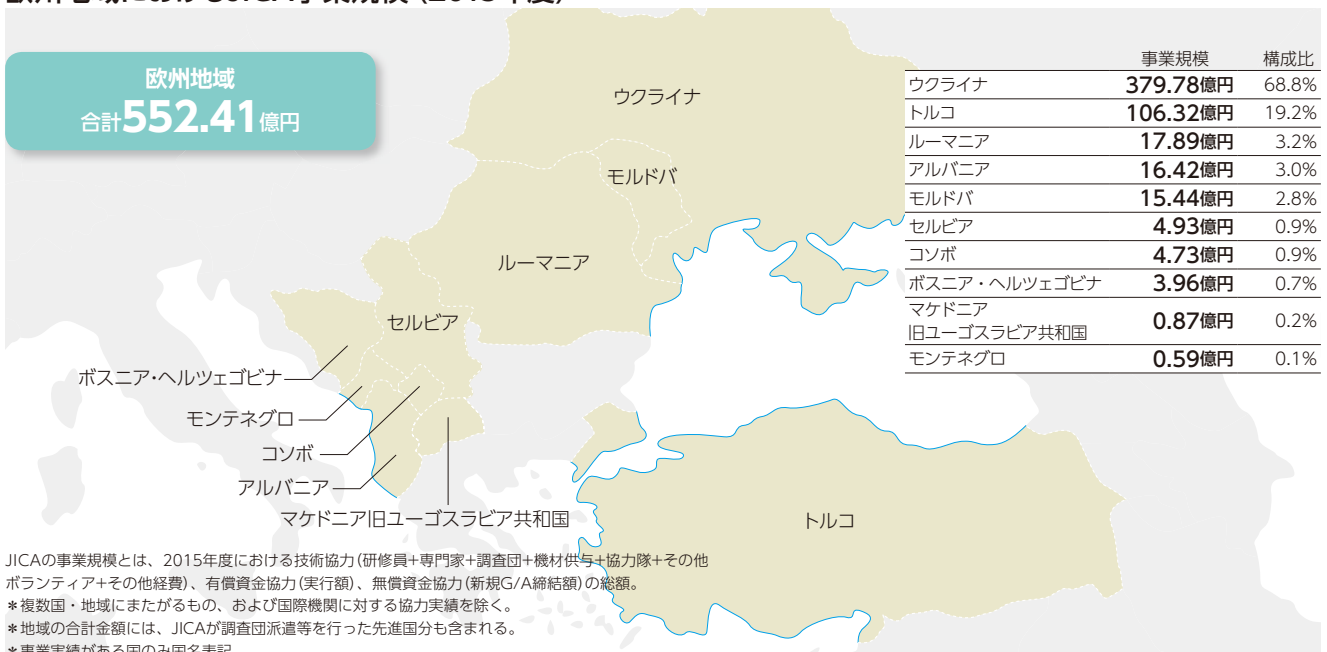 欧州地域
合計552.41億円
事業規模 構成比
ウクライナ 379.78億円 68.8%
トルコ 106.32億円 19.2%
ルーマニア 17.89億円 3.2%
アルバニア 16.42億円 3.0%
モルドバ 15.44億円 2.8%
セルビア 4.93億円 0.9%
コソボ 4.73億円 0.9%
ボスニア・ヘルツェゴビナ 3.96億円 0.7%
マケドニア
旧ユーゴスラビア共和国 0.87億円 0.2%
モンテネグロ 0.59億円 0.1%
ウクライナ
モルドバ
ルーマニア
セルビア
ボスニア・ヘルツェゴビナ
モンテネグロ
コソボ
アルバニア
マケドニア旧ユーゴスラビア共和国
トルコ
JICAの事業規模とは、2015年度における技術協力(研修員+専門家+調査団+機材供与+協力隊+その他
ボランティア+その他経費)、有償資金協力(実行額)、無償資金協力(新規G/A締結額)の総額。
*複数国・地域にまたがるもの、および国際機関に対する協力実績を除く。
*地域の合計金額には、JICAが調査団派遣等を行った先進国分も含まれる。
*事業実績がある国のみ国名表記